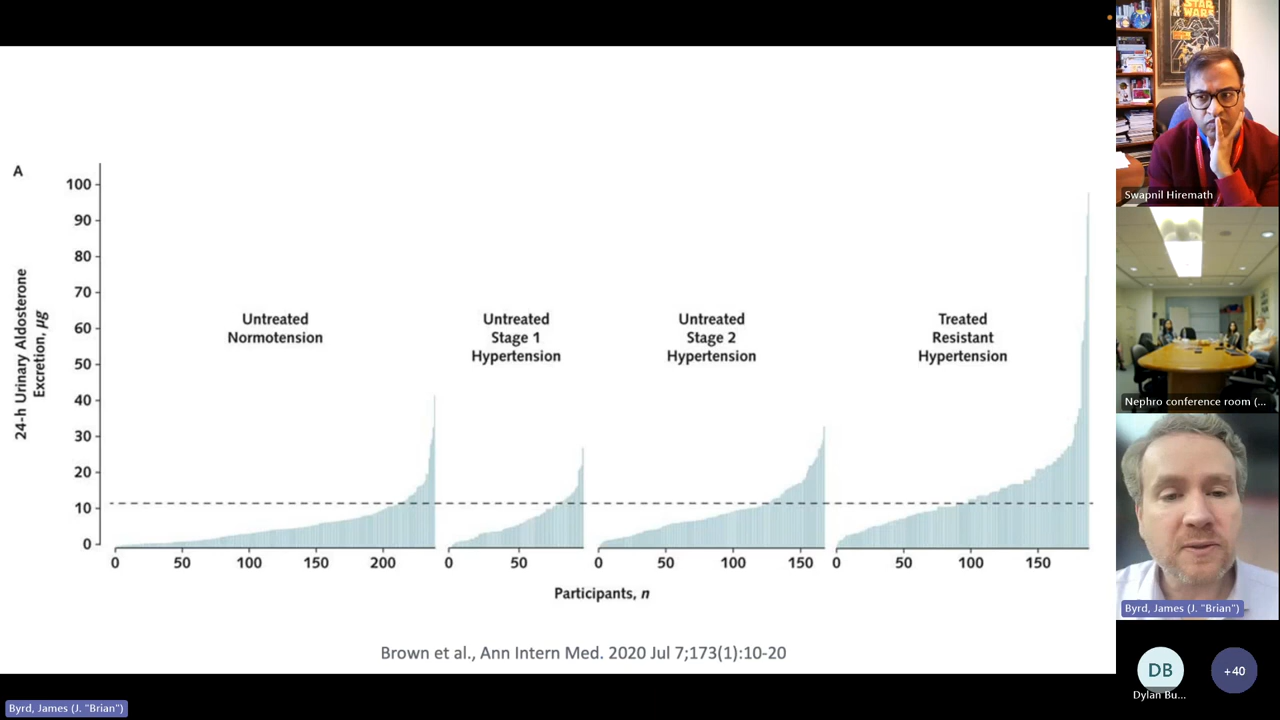 A
100
90
80
70
60
50
40
30
20
10
0
24-h Urinary Aldosterone
Excretion, µg
Untreated
Normotension
Untreated
Stage 1
Hypertension
Untreated
Stage 2
Hypertension
Treated
Resistant
Hypertension
0 50 100 150 200 0 50 0 50 100 150 0 50 100 150
Participants, n
Brown et al., Ann Intern Med. 2020 Jul 7;173(1):10-20
Byrd, James (J. "Brian")
STAR
WARS
Swapnil Hiremath
Nephro conference room (...
Byrd, James (J. "Brian")
DB
Dylan Bu...
+40